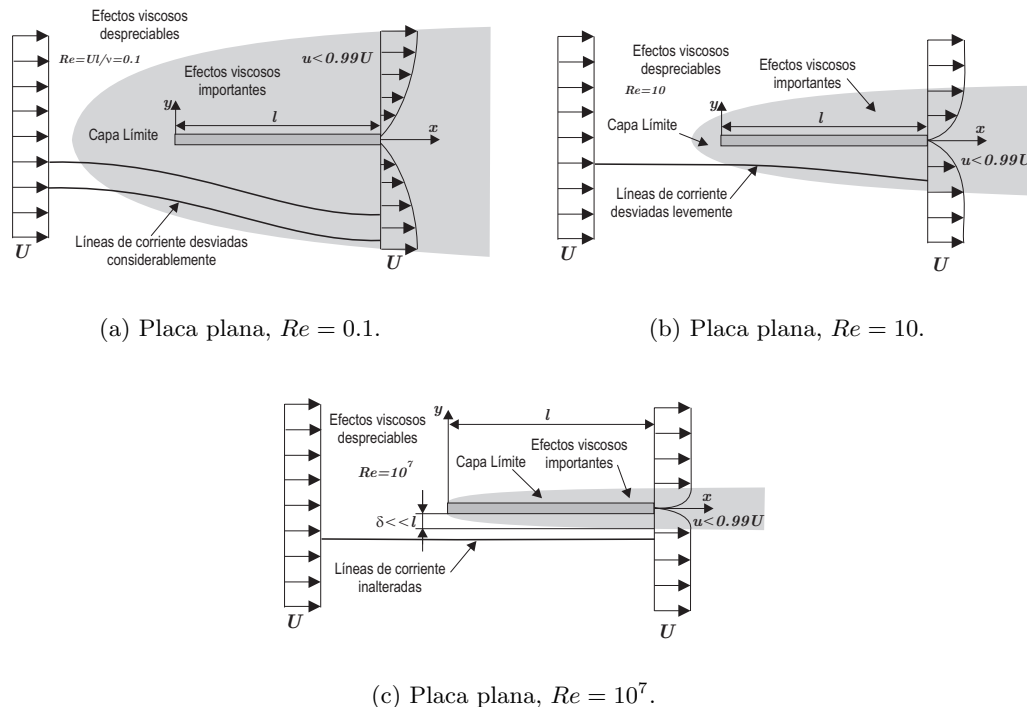 Efectos viscosos
despreciables
Re=Ul/ν=0.1
u<0.99U
Efectos viscosos
importantes
y
l
x
Capa Límite
Líneas de corriente desviadas
considerablemente
U
U
(a) Placa plana, Re = 0.1.
Efectos viscosos
despreciables
Re=10
Efectos viscosos
importantes
y
l
x
Capa Límite
u<0.99U
Líneas de corriente
desviadas levemente
U
U
(b) Placa plana, Re = 10.
Efectos viscosos
despreciables
Re=10^7
y
l
Capa Límite
Efectos viscosos
importantes
x
δ<<l
u<0.99U
Líneas de corriente
inalteradas
U
U
(c) Placa plana, Re = 10^7.